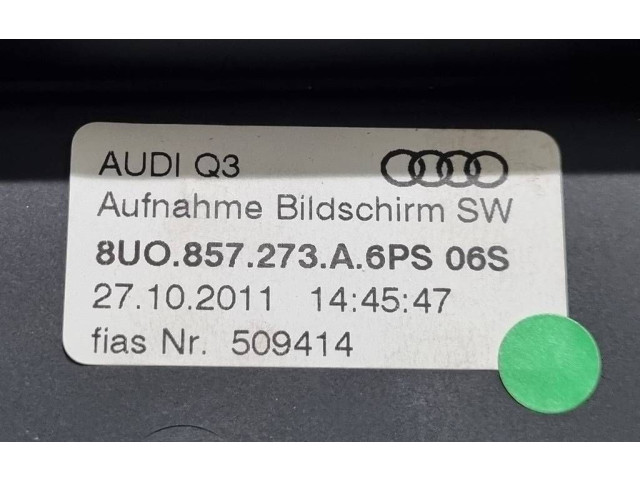 AUDI Q3
Aufnahme Bildschirm SW
8UO.857.273.A.6PS 06S
27.10.2011 14:45:47
fias Nr. 509414